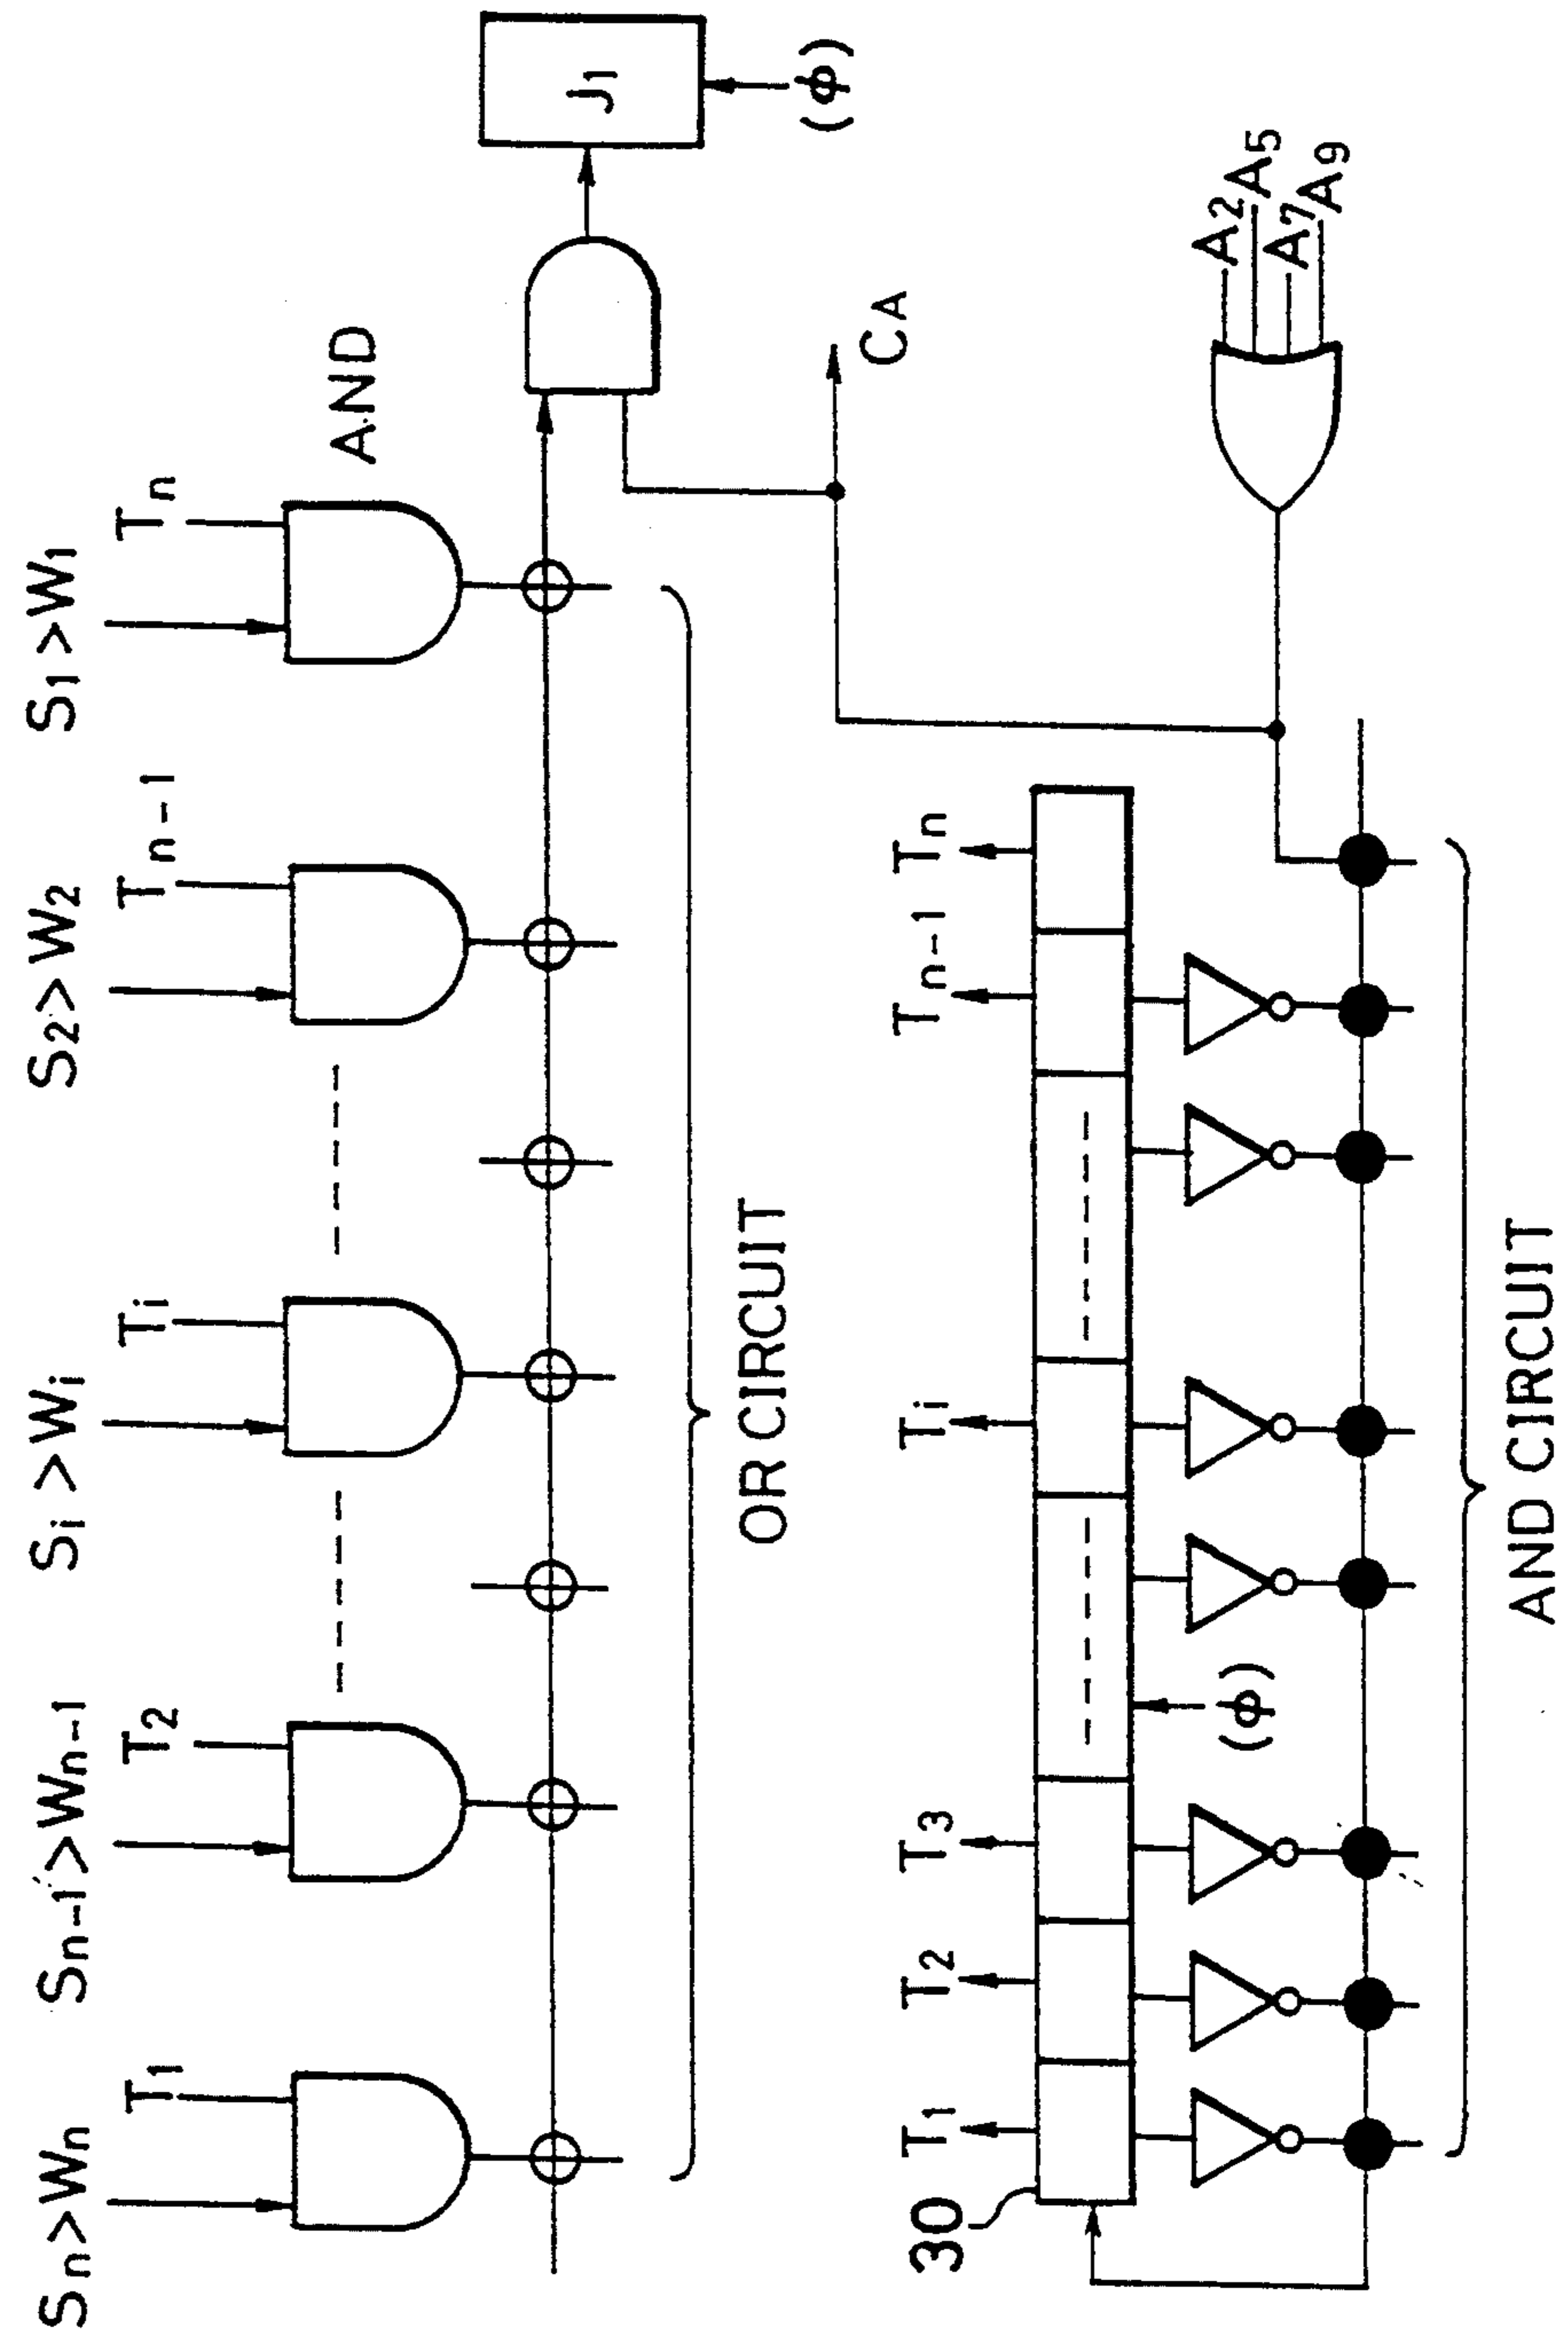 Sn>Wn Sn-1>Wn-1 Si>Wi S2>W2 S1>W1
T1 T2 Ti Tn-1 Tn
AND
J1
(ϕ)
OR CIRCUIT
CA
30
T1 T2 T3 Ti Tn-1 Tn
(ϕ)
A2
A5
A7
A9
AND CIRCUIT